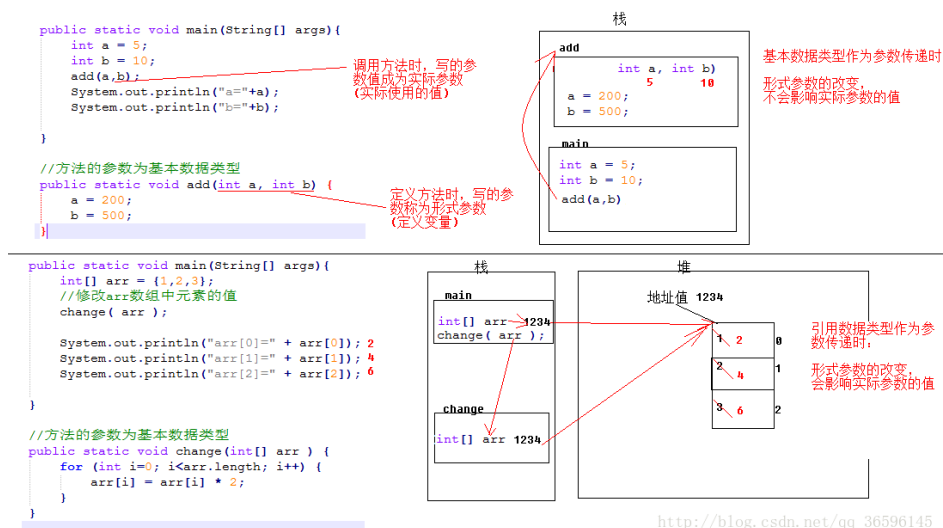 public static void main(String[] args){
int a = 5;
int b = 10;
add(a,b);
System.out.println("a="+a);
System.out.println("b="+b);
}
//方法的参数为基本数据类型
public static void add(int a, int b) {
a = 200;
b = 500;
}
调用方法时，写的参
数值成为实际参数
(实际使用的值)
定义方法时，写的参
数称为形式参数
(定义变量)
栈
add
int a, int b)
5 10
a = 200;
b = 500;
main
int a = 5;
int b = 10;
add(a,b)
基本数据类型作为参数传递时
形式参数的改变，
不会影响实际参数的值
public static void main(String[] args){
int[] arr = {1,2,3};
//修改arr数组中元素的值
change( arr );
System.out.println("arr[0]=" + arr[0]); 2
System.out.println("arr[1]=" + arr[1]); 4
System.out.println("arr[2]=" + arr[2]); 6
}
//方法的参数为基本数据类型
public static void change(int[] arr ) {
for (int i=0; i<arr.length; i++) {
arr[i] = arr[i] * 2;
}
}
栈
main
int[] arr 1234
change( arr );
change
int[] arr 1234
堆
地址值 1234
1 2 0
2 4 1
3 6 2
引用数据类型作为参
数传递时：
形式参数的改变，
会影响实际参数的值
http://blog.csdn.net/qq_36596145